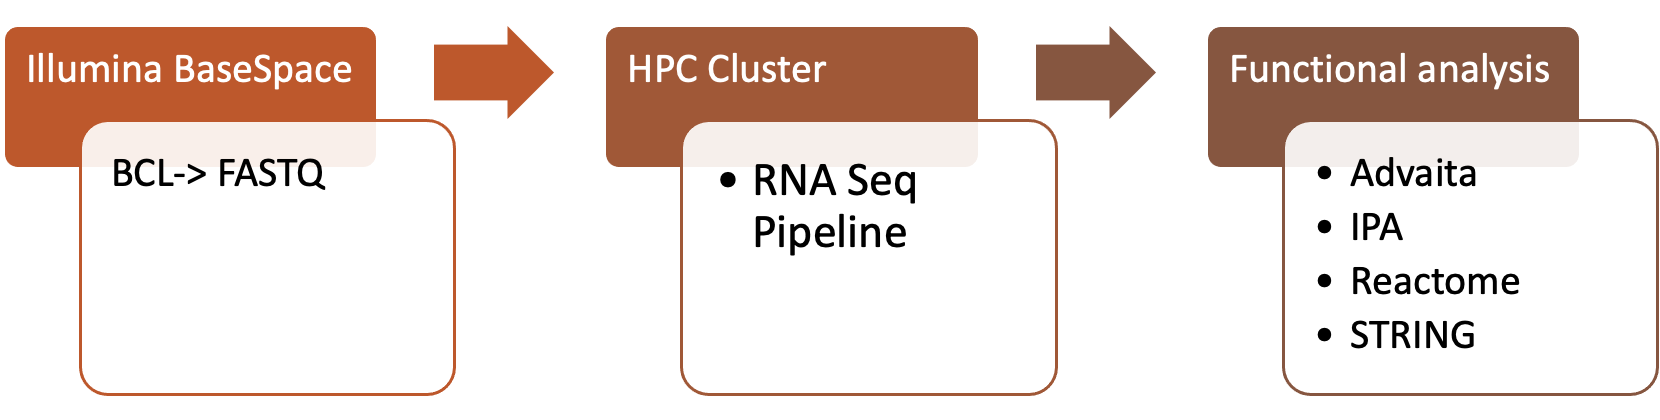 Illumina BaseSpace
BCL-> FASTQ
HPC Cluster
• RNA Seq
Pipeline
Functional analysis
• Advaita
• IPA
• Reactome
• STRING